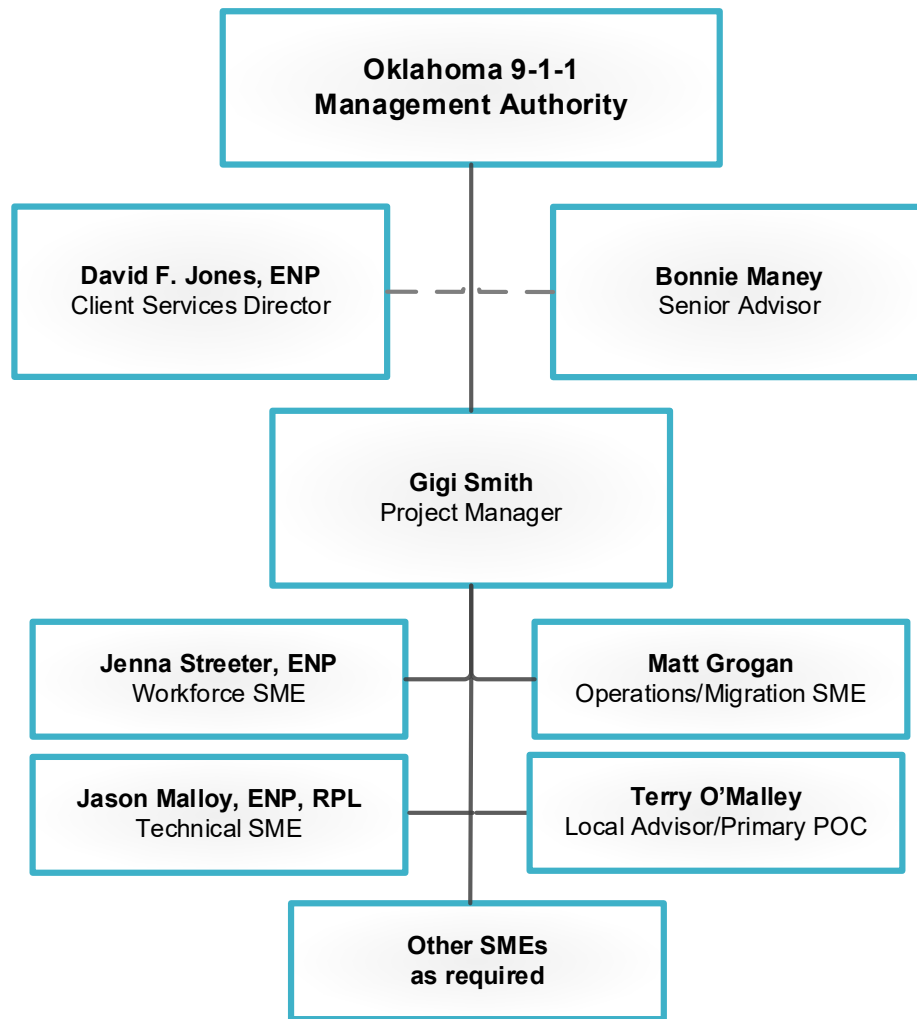 Oklahoma 9-1-1
Management Authority
David F. Jones, ENP
Client Services Director
Bonnie Maney
Senior Advisor
Gigi Smith
Project Manager
Jenna Streeter, ENP
Workforce SME
Matt Grogan
Operations/Migration SME
Jason Malloy, ENP, RPL
Technical SME
Terry O’Malley
Local Advisor/Primary POC
Other SMEs
as required